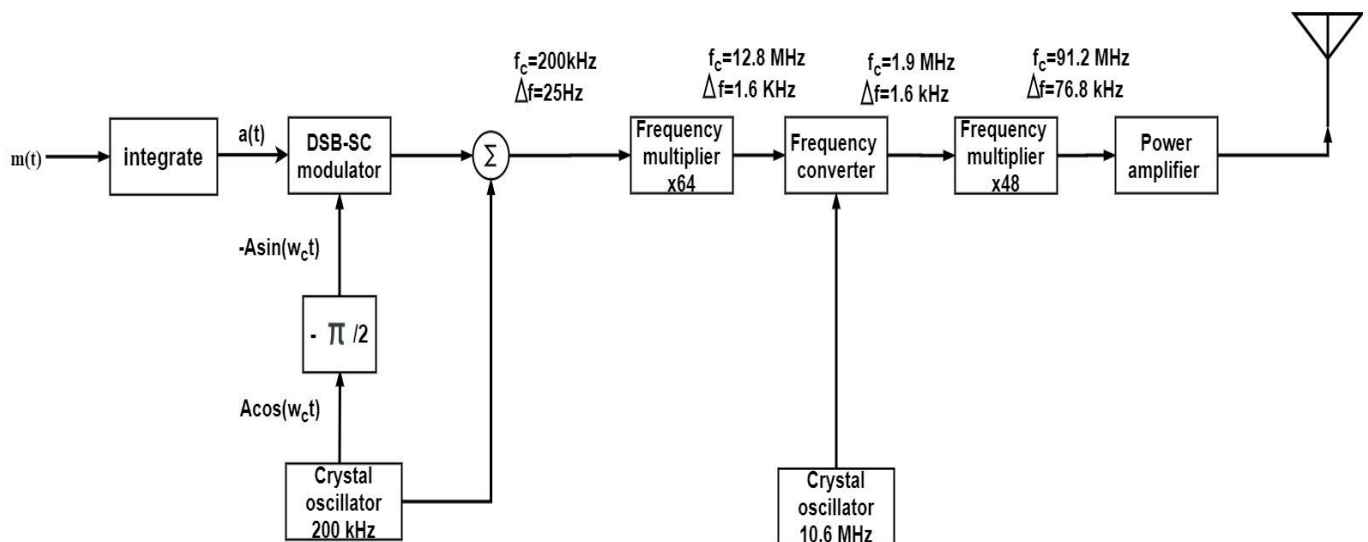 f_c=200kHz
Δf=25Hz
f_c=12.8 MHz
Δf=1.6 KHz
f_c=1.9 MHz
Δf=1.6 kHz
f_c=91.2 MHz
Δf=76.8 kHz
m(t)
integrate
a(t)
DSB-SC
modulator
Σ
Frequency
multiplier
x64
Frequency
converter
Frequency
multiplier
x48
Power
amplifier
-Asin(w_ct)
- π /2
Acos(w_ct)
Crystal
oscillator
200 kHz
Crystal
oscillator
10.6 MHz